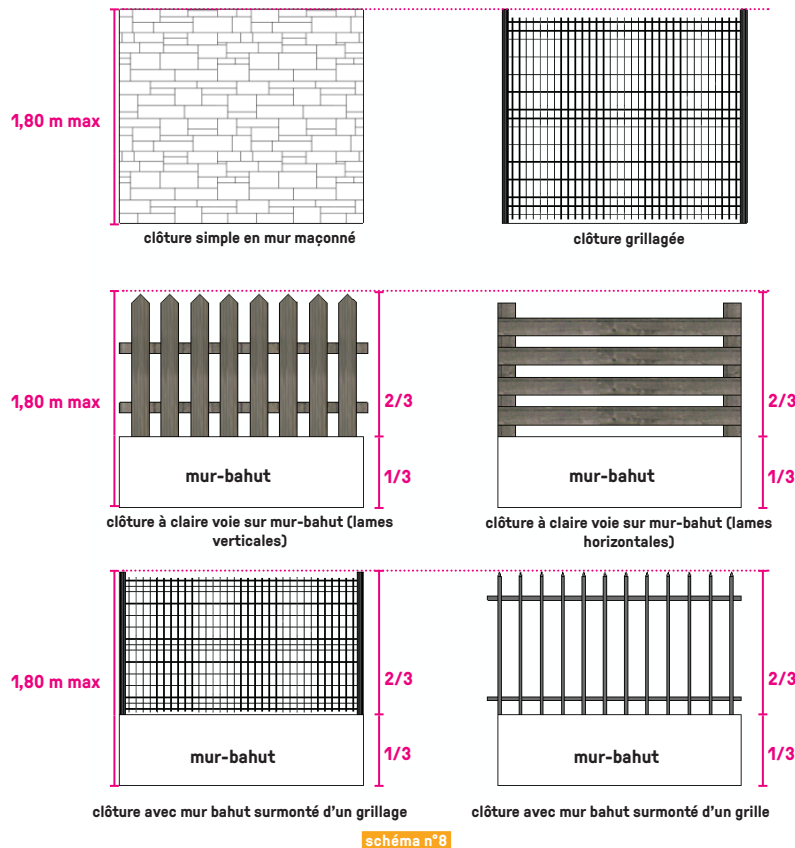 1,80 m max
clôture simple en mur maçonné
clôture grillagée
1,80 m max
2/3
2/3
mur-bahut
1/3
mur-bahut
1/3
clôture à claire voie sur mur-bahut (lames
verticales)
clôture à claire voie sur mur-bahut (lames
horizontales)
1,80 m max
2/3
2/3
mur-bahut
1/3
mur-bahut
1/3
clôture avec mur bahut surmonté d'un grillage
clôture avec mur bahut surmonté d'un grille
schéma n°8